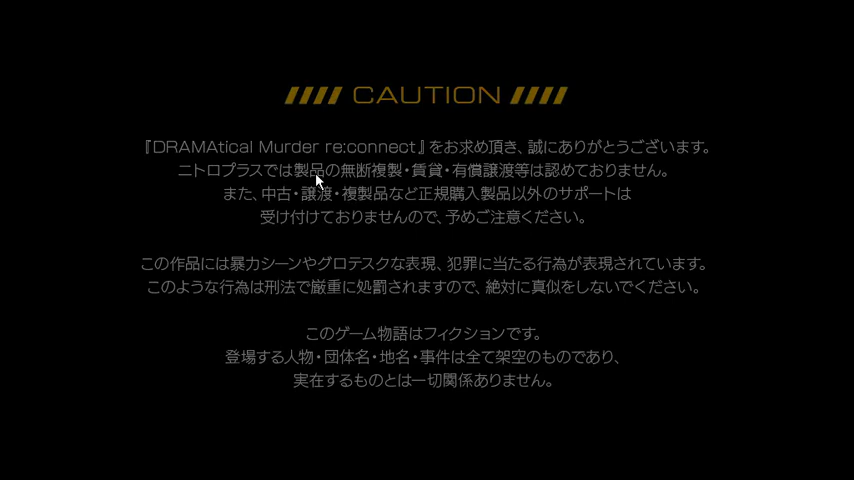 CAUTION
『DRAMAtical Murder re:connect』をお求め頂き、誠にありがとうございます。
ニトロプラスでは製品の無断複製・賃貸・有償譲渡等は認めておりません。
また、中古・譲渡・複製品など正規購入製品以外のサポートは
受け付けておりませんので、予めご注意ください。
この作品には暴力シーンやグロテスクな表現、犯罪に当たる行為が表現されています。
このような行為は刑法で厳重に処罰されますので、絶対に真似をしないでください。
このゲーム物語はフィクションです。
登場する人物・団体名・地名・事件は全て架空のものであり、
実在するものとは一切関係ありません。